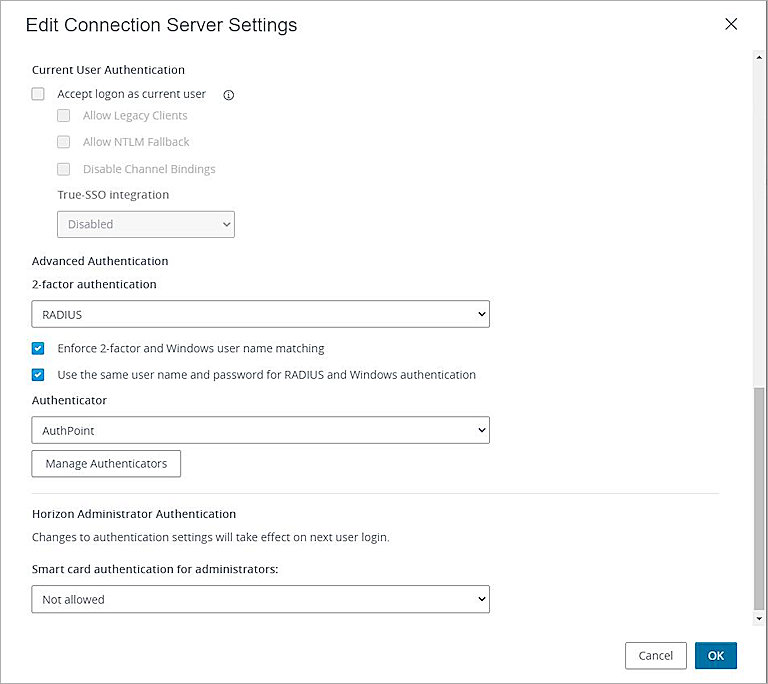 Edit Connection Server Settings
Current User Authentication
Accept logon as current user
Allow Legacy Clients
Allow NTLM Fallback
Disable Channel Bindings
True-SSO integration
Disabled
Advanced Authentication
2-factor authentication
RADIUS
Enforce 2-factor and Windows user name matching
Use the same user name and password for RADIUS and Windows authentication
Authenticator
AuthPoint
Manage Authenticators
Horizon Administrator Authentication
Changes to authentication settings will take effect on next user login.
Smart card authentication for administrators:
Not allowed
Cancel OK